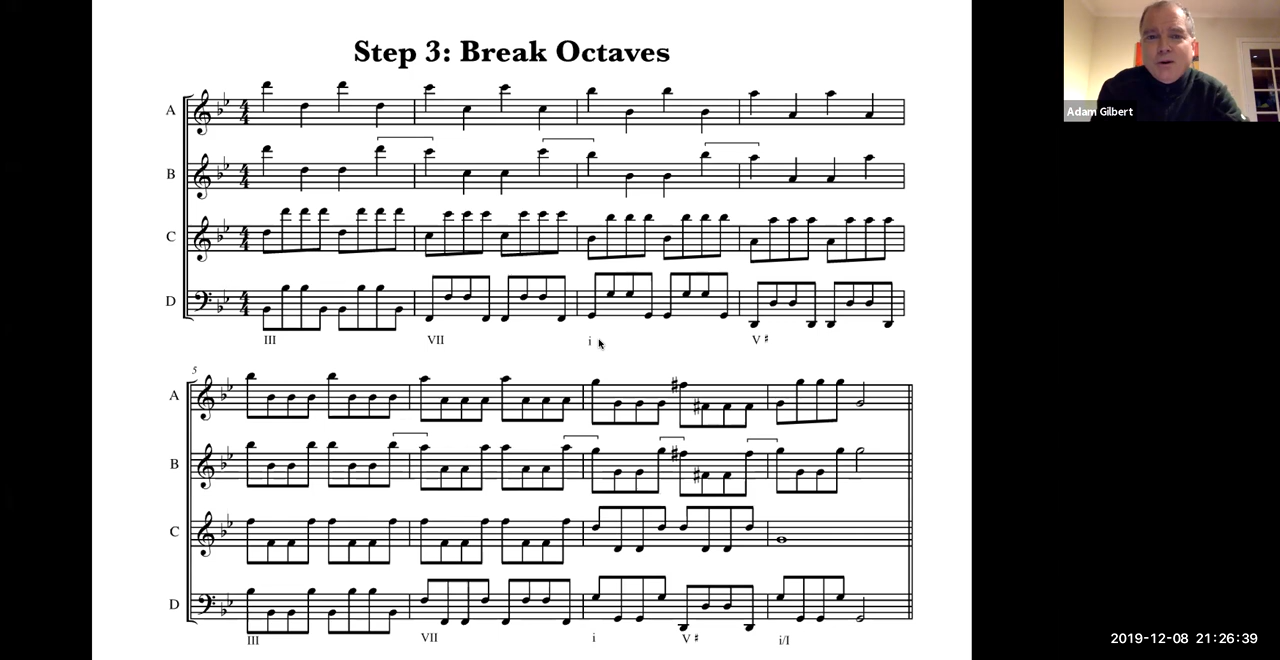 Step 3: Break Octaves
Adam Gilbert
A
B
C
D
III VII i V ♯
5
A
B
C
D
III VII i V ♯ i/I
2019-12-08 21:26:39